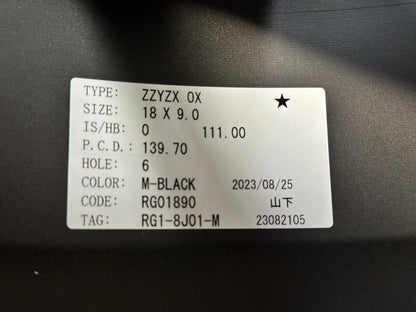 TYPE: ZZYZX OX ★
SIZE: 18 X 9.0
IS/HB: 0 111.00
P.C.D.: 139.70
HOLE: 6
COLOR: M-BLACK 2023/08/25
CODE: RG01890 山下
TAG: RG1-8J01-M 23082105